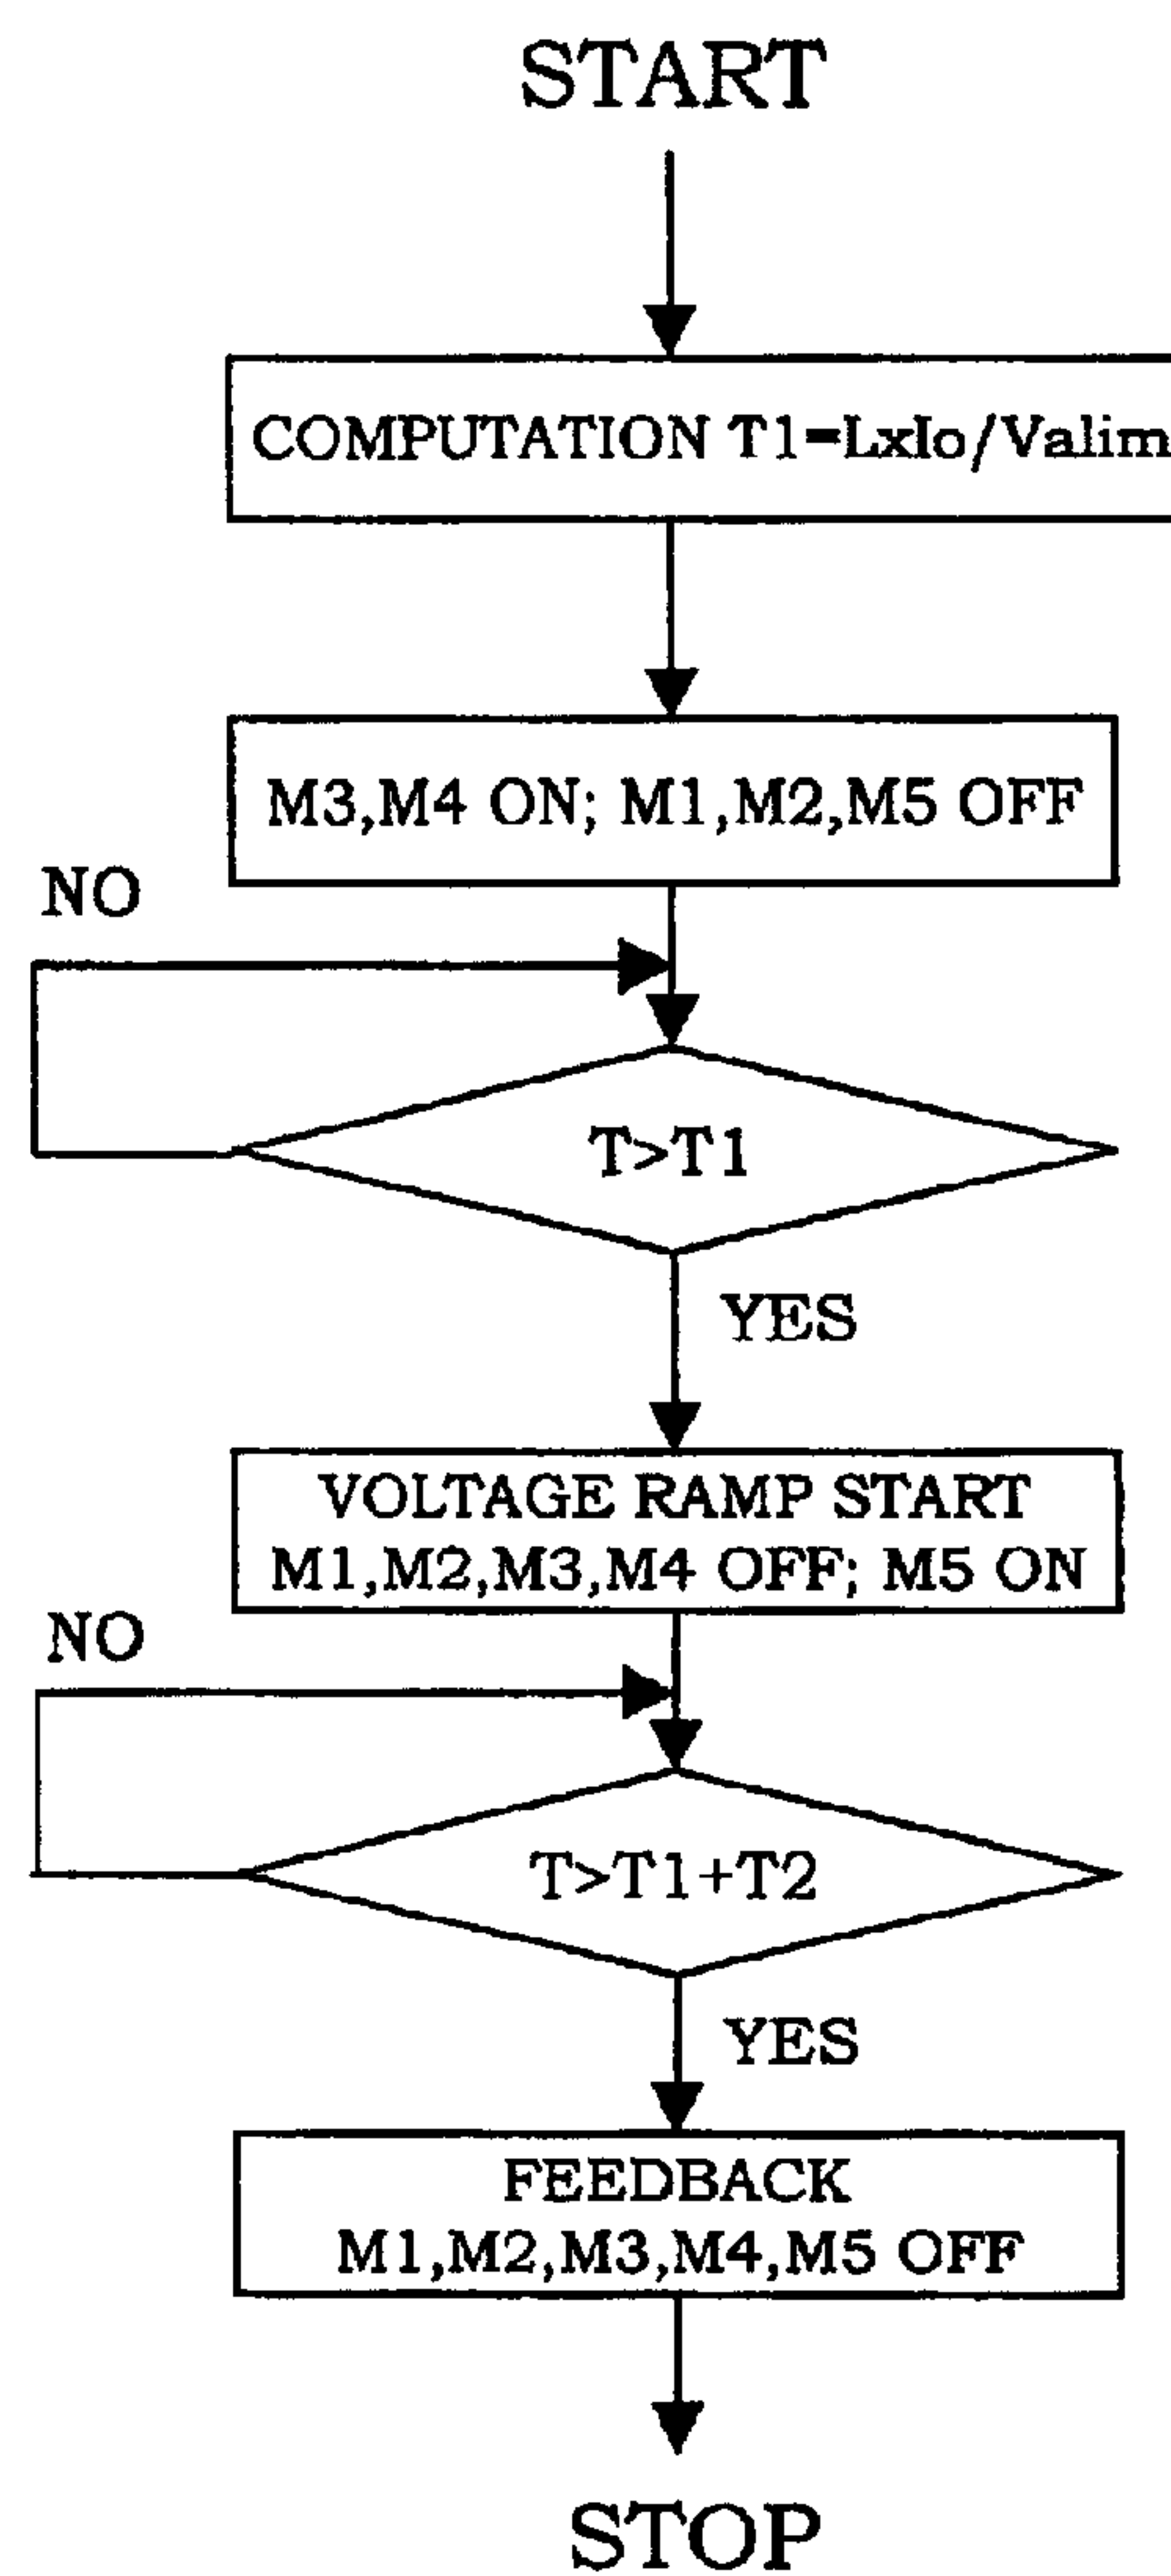 START
COMPUTATION T1=LxIo/Valim
M3,M4 ON; M1,M2,M5 OFF
NO
T>T1
YES
VOLTAGE RAMP START
M1,M2,M3,M4 OFF; M5 ON
NO
T>T1+T2
YES
FEEDBACK
M1,M2,M3,M4,M5 OFF
STOP